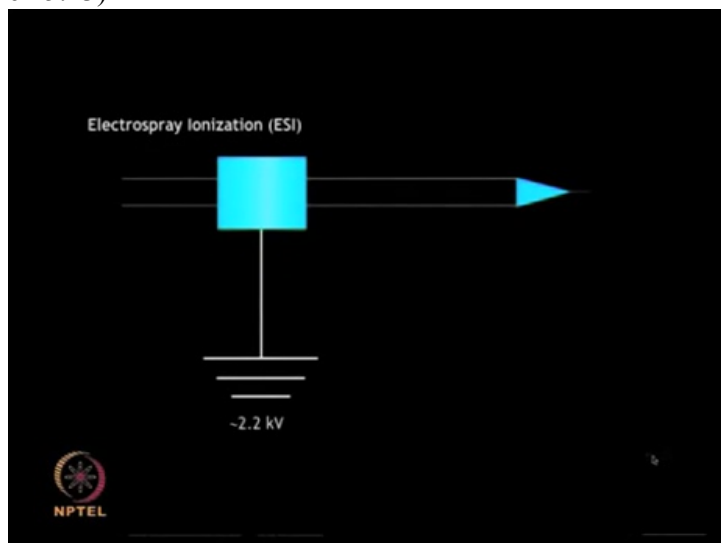 Electrospray Ionization (ESI)
~2.2 kV
NPTEL